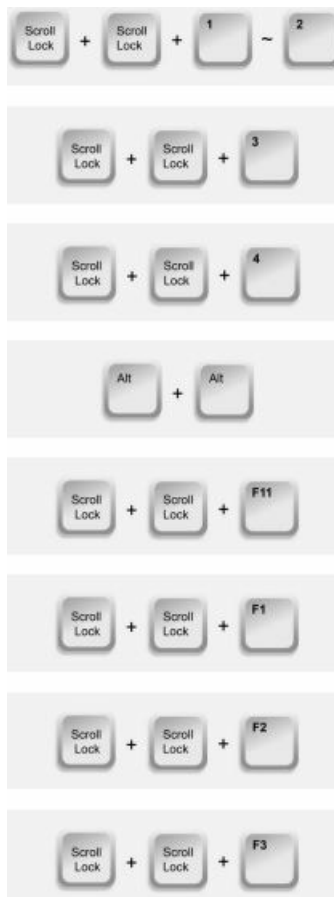 Scroll Lock + Scroll Lock + 1 ~ 2
Scroll Lock + Scroll Lock + 3
Scroll Lock + Scroll Lock + 4
Alt + Alt
Scroll Lock + Scroll Lock + F11
Scroll Lock + Scroll Lock + F1
Scroll Lock + Scroll Lock + F2
Scroll Lock + Scroll Lock + F3